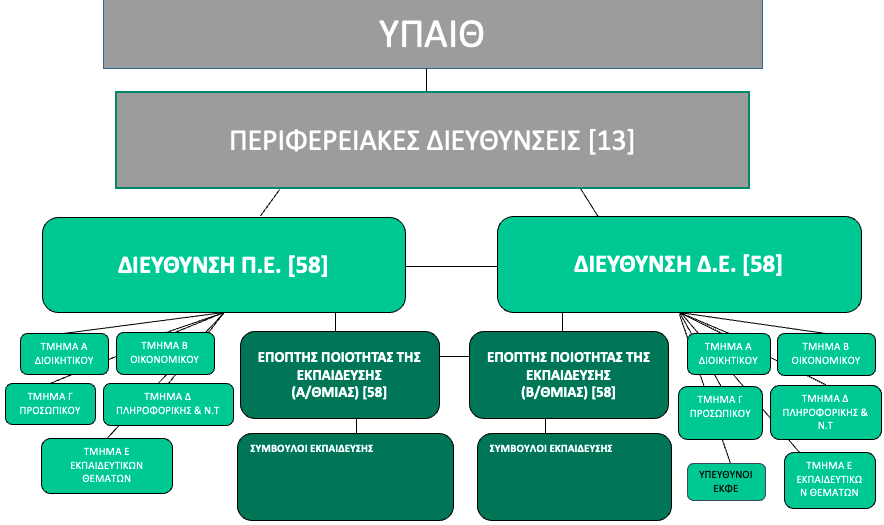 ΥΠΑΙΘ
ΠΕΡΙΦΕΡΕΙΑΚΕΣ ΔΙΕΥΘΥΝΣΕΙΣ [13]
ΔΙΕΥΘΥΝΣΗ Π.Ε. [58]
ΔΙΕΥΘΥΝΣΗ Δ.Ε. [58]
ΤΜΗΜΑ Α
ΔΙΟΙΚΗΤΙΚΟΥ
ΤΜΗΜΑ Β
ΟΙΚΟΝΟΜΙΚΟΥ
ΤΜΗΜΑ Γ
ΠΡΟΣΩΠΙΚΟΥ
ΤΜΗΜΑ Δ
ΠΛΗΡΟΦΟΡΙΚΗΣ & Ν.Τ
ΤΜΗΜΑ Ε
ΕΚΠΑΙΔΕΥΤΙΚΩΝ
ΘΕΜΑΤΩΝ
ΕΠΟΠΤΗΣ ΠΟΙΟΤΗΤΑΣ ΤΗΣ
ΕΚΠΑΙΔΕΥΣΗΣ
(Α/ΘΜΙΑΣ) [58]
ΣΥΜΒΟΥΛΟΙ ΕΚΠΑΙΔΕΥΣΗΣ
ΕΠΟΠΤΗΣ ΠΟΙΟΤΗΤΑΣ ΤΗΣ
ΕΚΠΑΙΔΕΥΣΗΣ
(Β/ΘΜΙΑΣ) [58]
ΣΥΜΒΟΥΛΟΙ ΕΚΠΑΙΔΕΥΣΗΣ
ΤΜΗΜΑ Α
ΔΙΟΙΚΗΤΙΚΟΥ
ΤΜΗΜΑ Β
ΟΙΚΟΝΟΜΙΚΟΥ
ΤΜΗΜΑ Γ
ΠΡΟΣΩΠΙΚΟΥ
ΤΜΗΜΑ Δ
ΠΛΗΡΟΦΟΡΙΚΗΣ &
Ν.Τ
ΥΠΕΥΘΥΝΟΙ
ΕΚΦΕ
ΤΜΗΜΑ Ε
ΕΚΠΑΙΔΕΥΤΙΚΩ
Ν ΘΕΜΑΤΩΝ